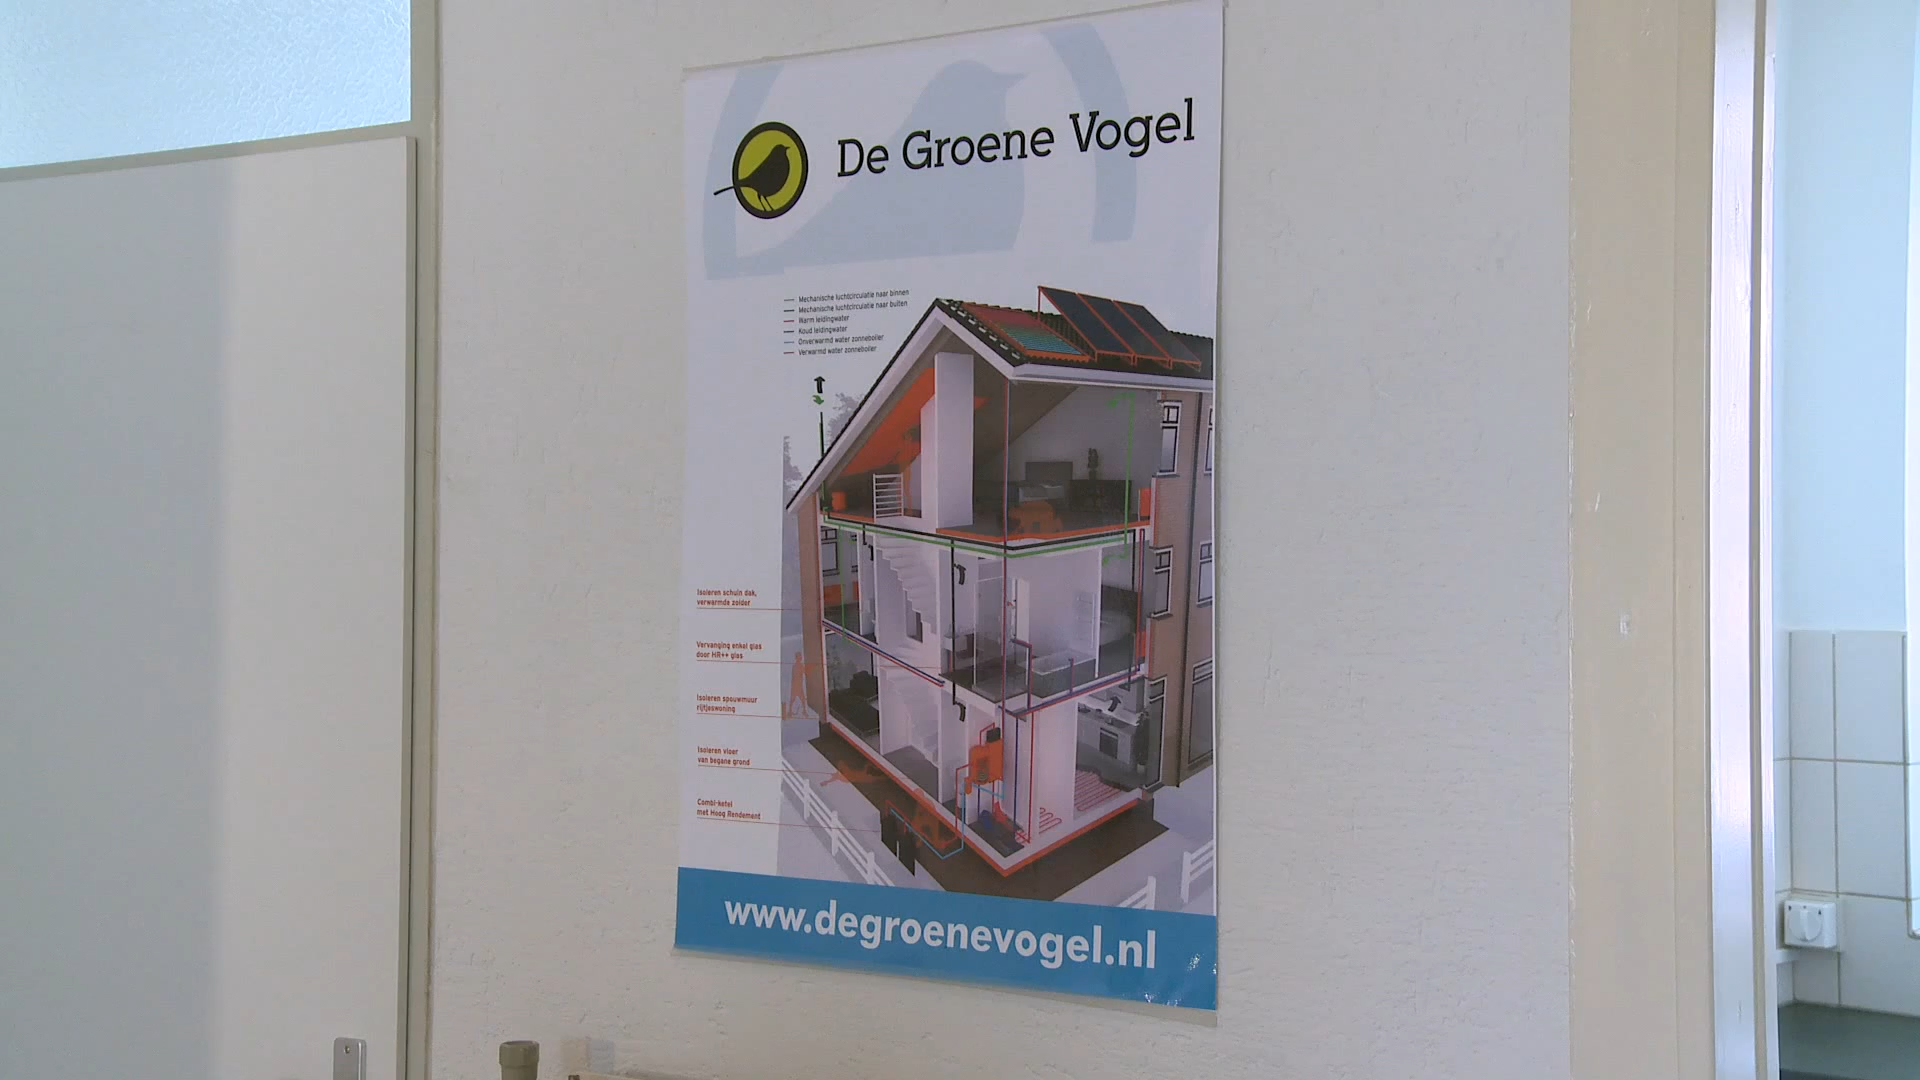 De Groene Vogel
Mechanische luchtcirculatie naar binnen
Mechanische luchtcirculatie naar buiten
Warm leidingwater
Koud leidingwater
Onverwarmd water zonneboiler
Verwarmd water zonneboiler
Isoleren schuin dak,
verwarmde zolder
Vervanging enkel glas
door HR++ glas
Isoleren spouwmuur
rijtjeswoning
Isoleren vloer
van begane grond
Combi-ketel
met Hoog Rendement
www.degroenevogel.nl